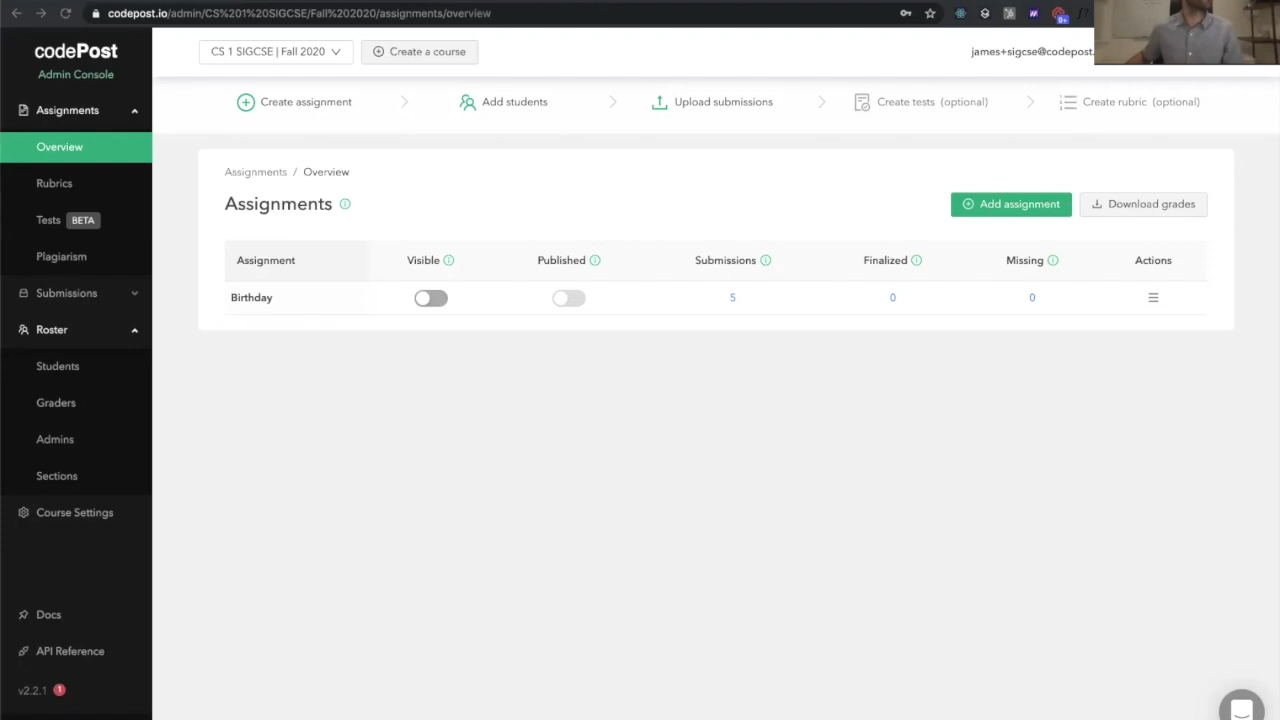 codepost.io/admin/CS%201%20SIGCSE/Fall%202020/assignments/overview
9+
f?
codePost
Admin Console
CS 1 SIGCSE | Fall 2020
Create a course
james+sigcse@codepost.
Create assignment
Add students
Upload submissions
Create tests (optional)
Create rubric (optional)
Assignments
Overview
Rubrics
Tests BETA
Plagiarism
Submissions
Roster
Students
Graders
Admins
Sections
Course Settings
Docs
API Reference
v2.2.1 1
Assignments / Overview
Assignments
Add assignment
Download grades
Assignment Visible Published Submissions Finalized Missing Actions
Birthday 5 0 0